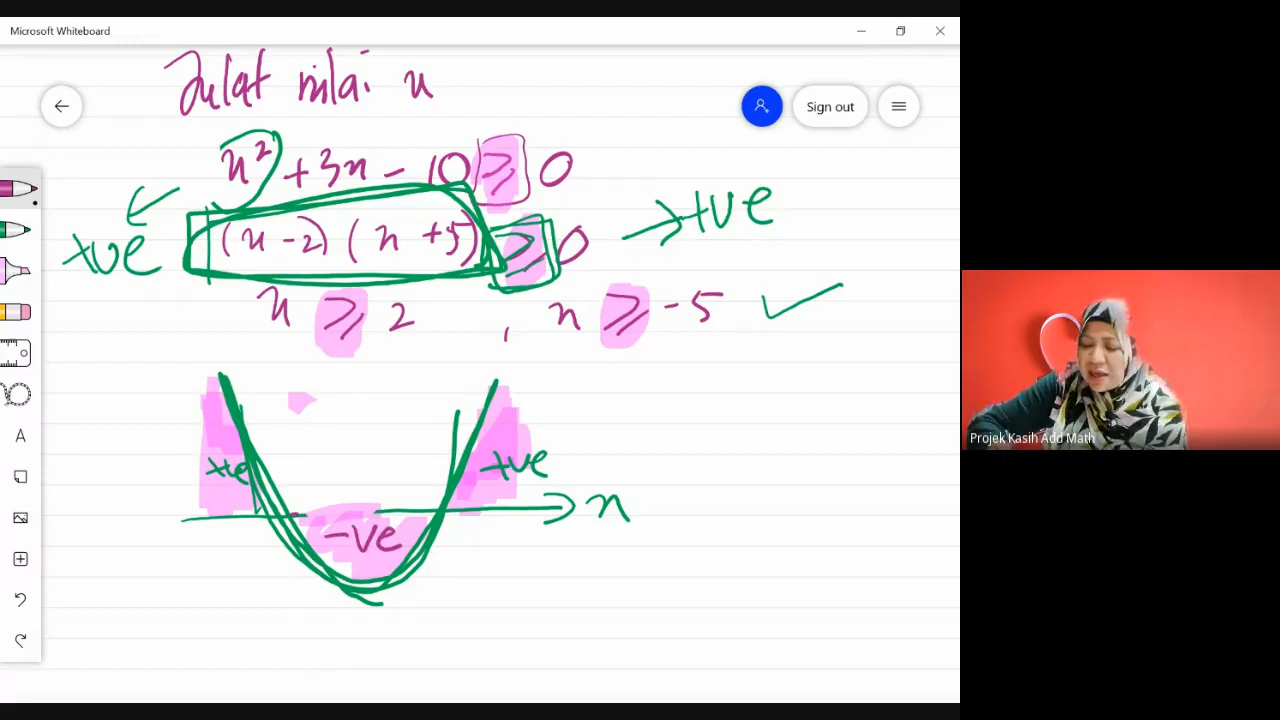 Microsoft Whiteboard
Julat nilai x
Sign out
x² + 3x - 10 ≥ 0
+ve (x - 2) (x + 5) ≥ 0 → +ve
x ≥ 2 , x ≥ -5 ✓
+ve +ve
-ve x
Projek Kasih Add Math
A